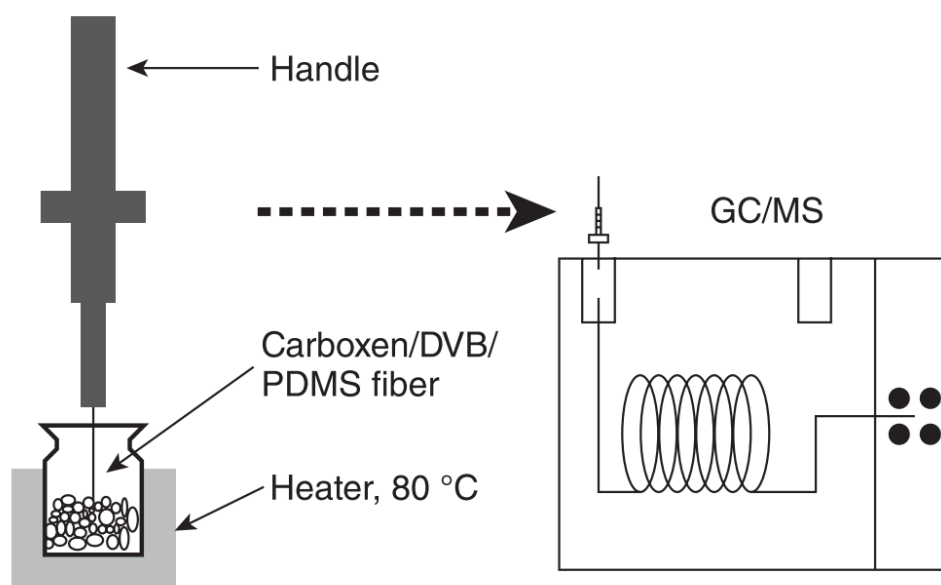 Handle
GC/MS
Carboxen/DVB/
PDMS fiber
Heater, 80 °C